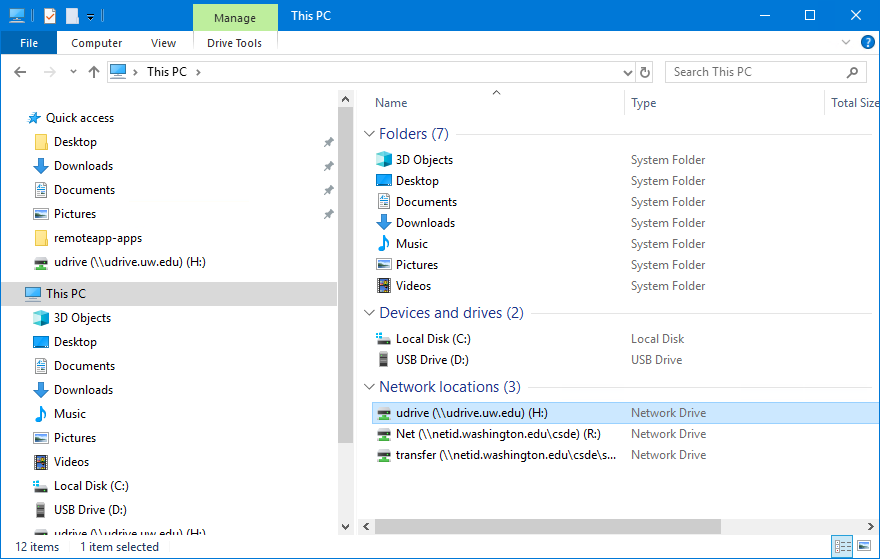 Manage
This PC
File
Computer
View
Drive Tools
This PC
Search This PC
Quick access
Desktop
Downloads
Documents
Pictures
remoteapp-apps
udrive (\\udrive.uw.edu) (H:)
This PC
3D Objects
Desktop
Documents
Downloads
Music
Pictures
Videos
Local Disk (C:)
USB Drive (D:)
udrive (\\udrive.uw.edu) (H:)
Name Type Total Size
Folders (7)
3D Objects System Folder
Desktop System Folder
Documents System Folder
Downloads System Folder
Music System Folder
Pictures System Folder
Videos System Folder
Devices and drives (2)
Local Disk (C:) Local Disk
USB Drive (D:) USB Drive
Network locations (3)
udrive (\\udrive.uw.edu) (H:) Network Drive
Net (\\netid.washington.edu\csde) (R:) Network Drive
transfer (\\netid.washington.edu\csde\s... Network Drive
12 items 1 item selected